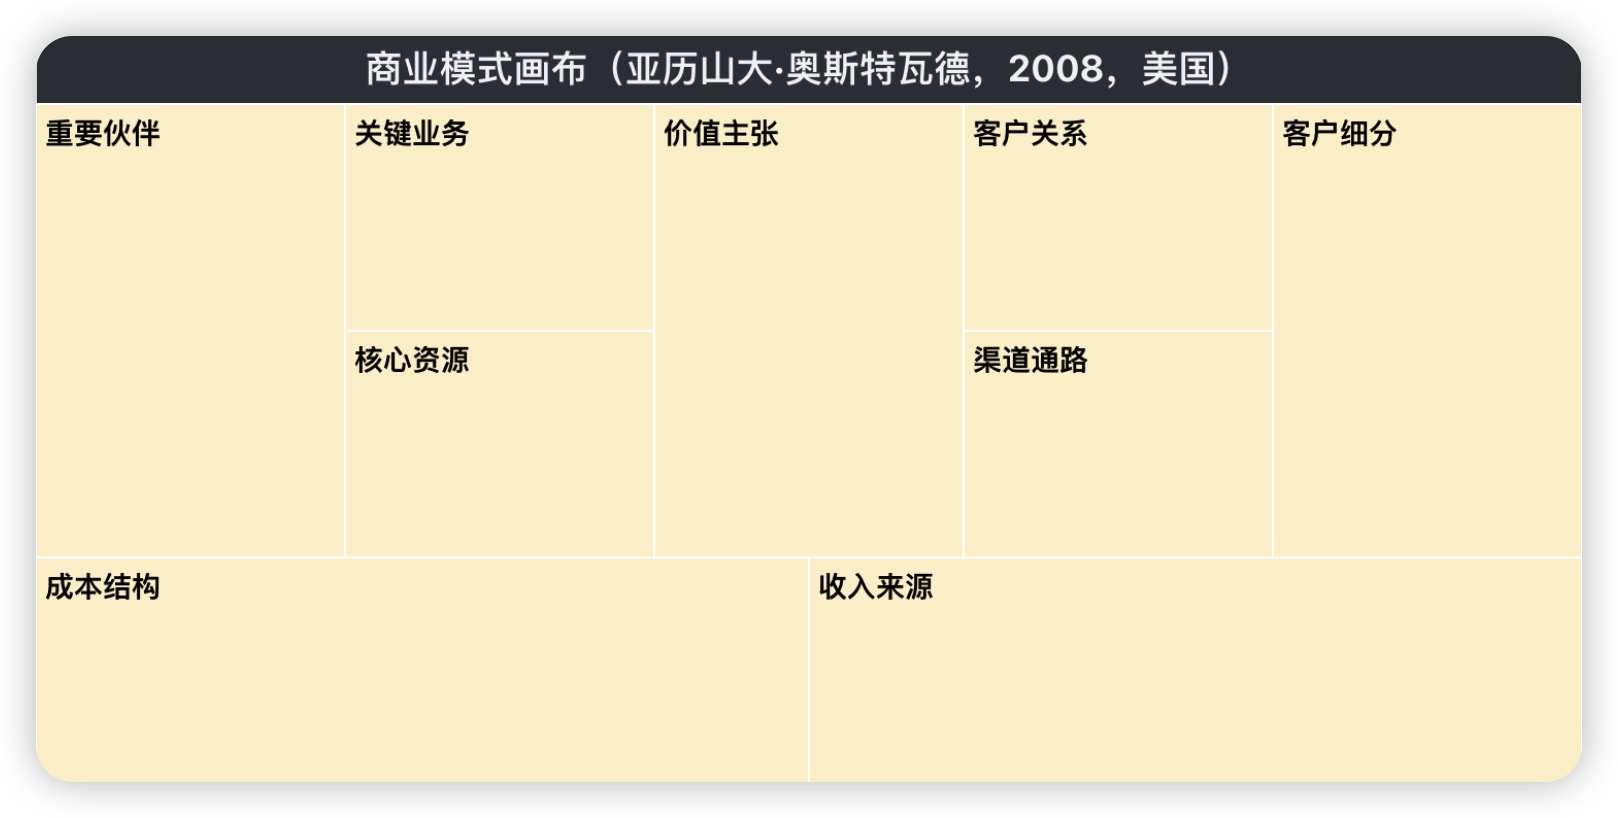 商业模式画布（亚历山大·奥斯特瓦德，2008，美国）
重要伙伴
关键业务
价值主张
客户关系
客户细分
核心资源
渠道通路
成本结构
收入来源